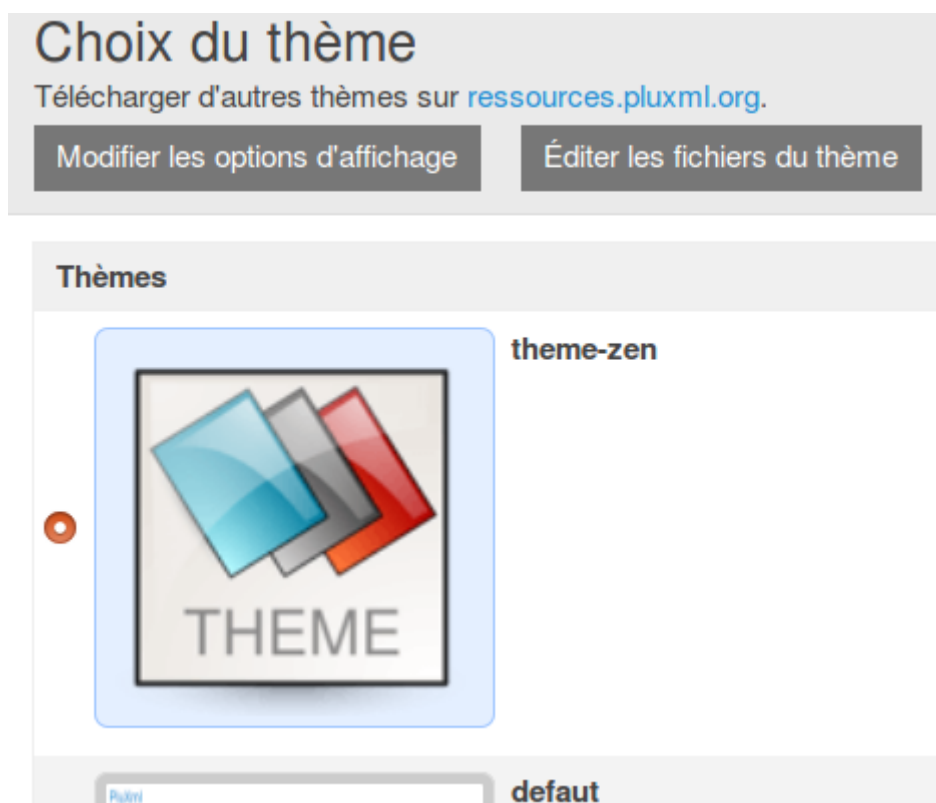 Choix du thème
Télécharger d'autres thèmes sur ressources.pluxml.org.
Modifier les options d'affichage
Éditer les fichiers du thème
Thèmes
theme-zen
THEME
defaut
PluXml